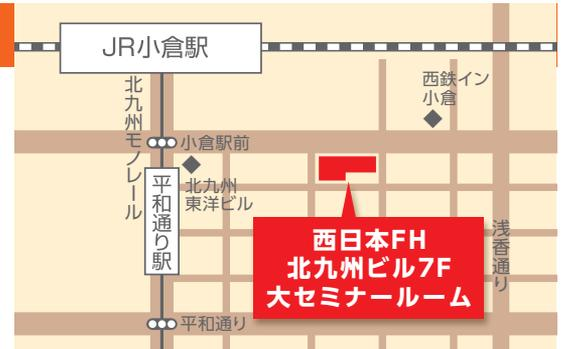 JR小倉駅
西鉄イン
小倉
北九州モノレール
小倉駅前
北九州
東洋ビル
平和通り駅
西日本FH
北九州ビル7F
大セミナールーム
浅香通り
平和通り